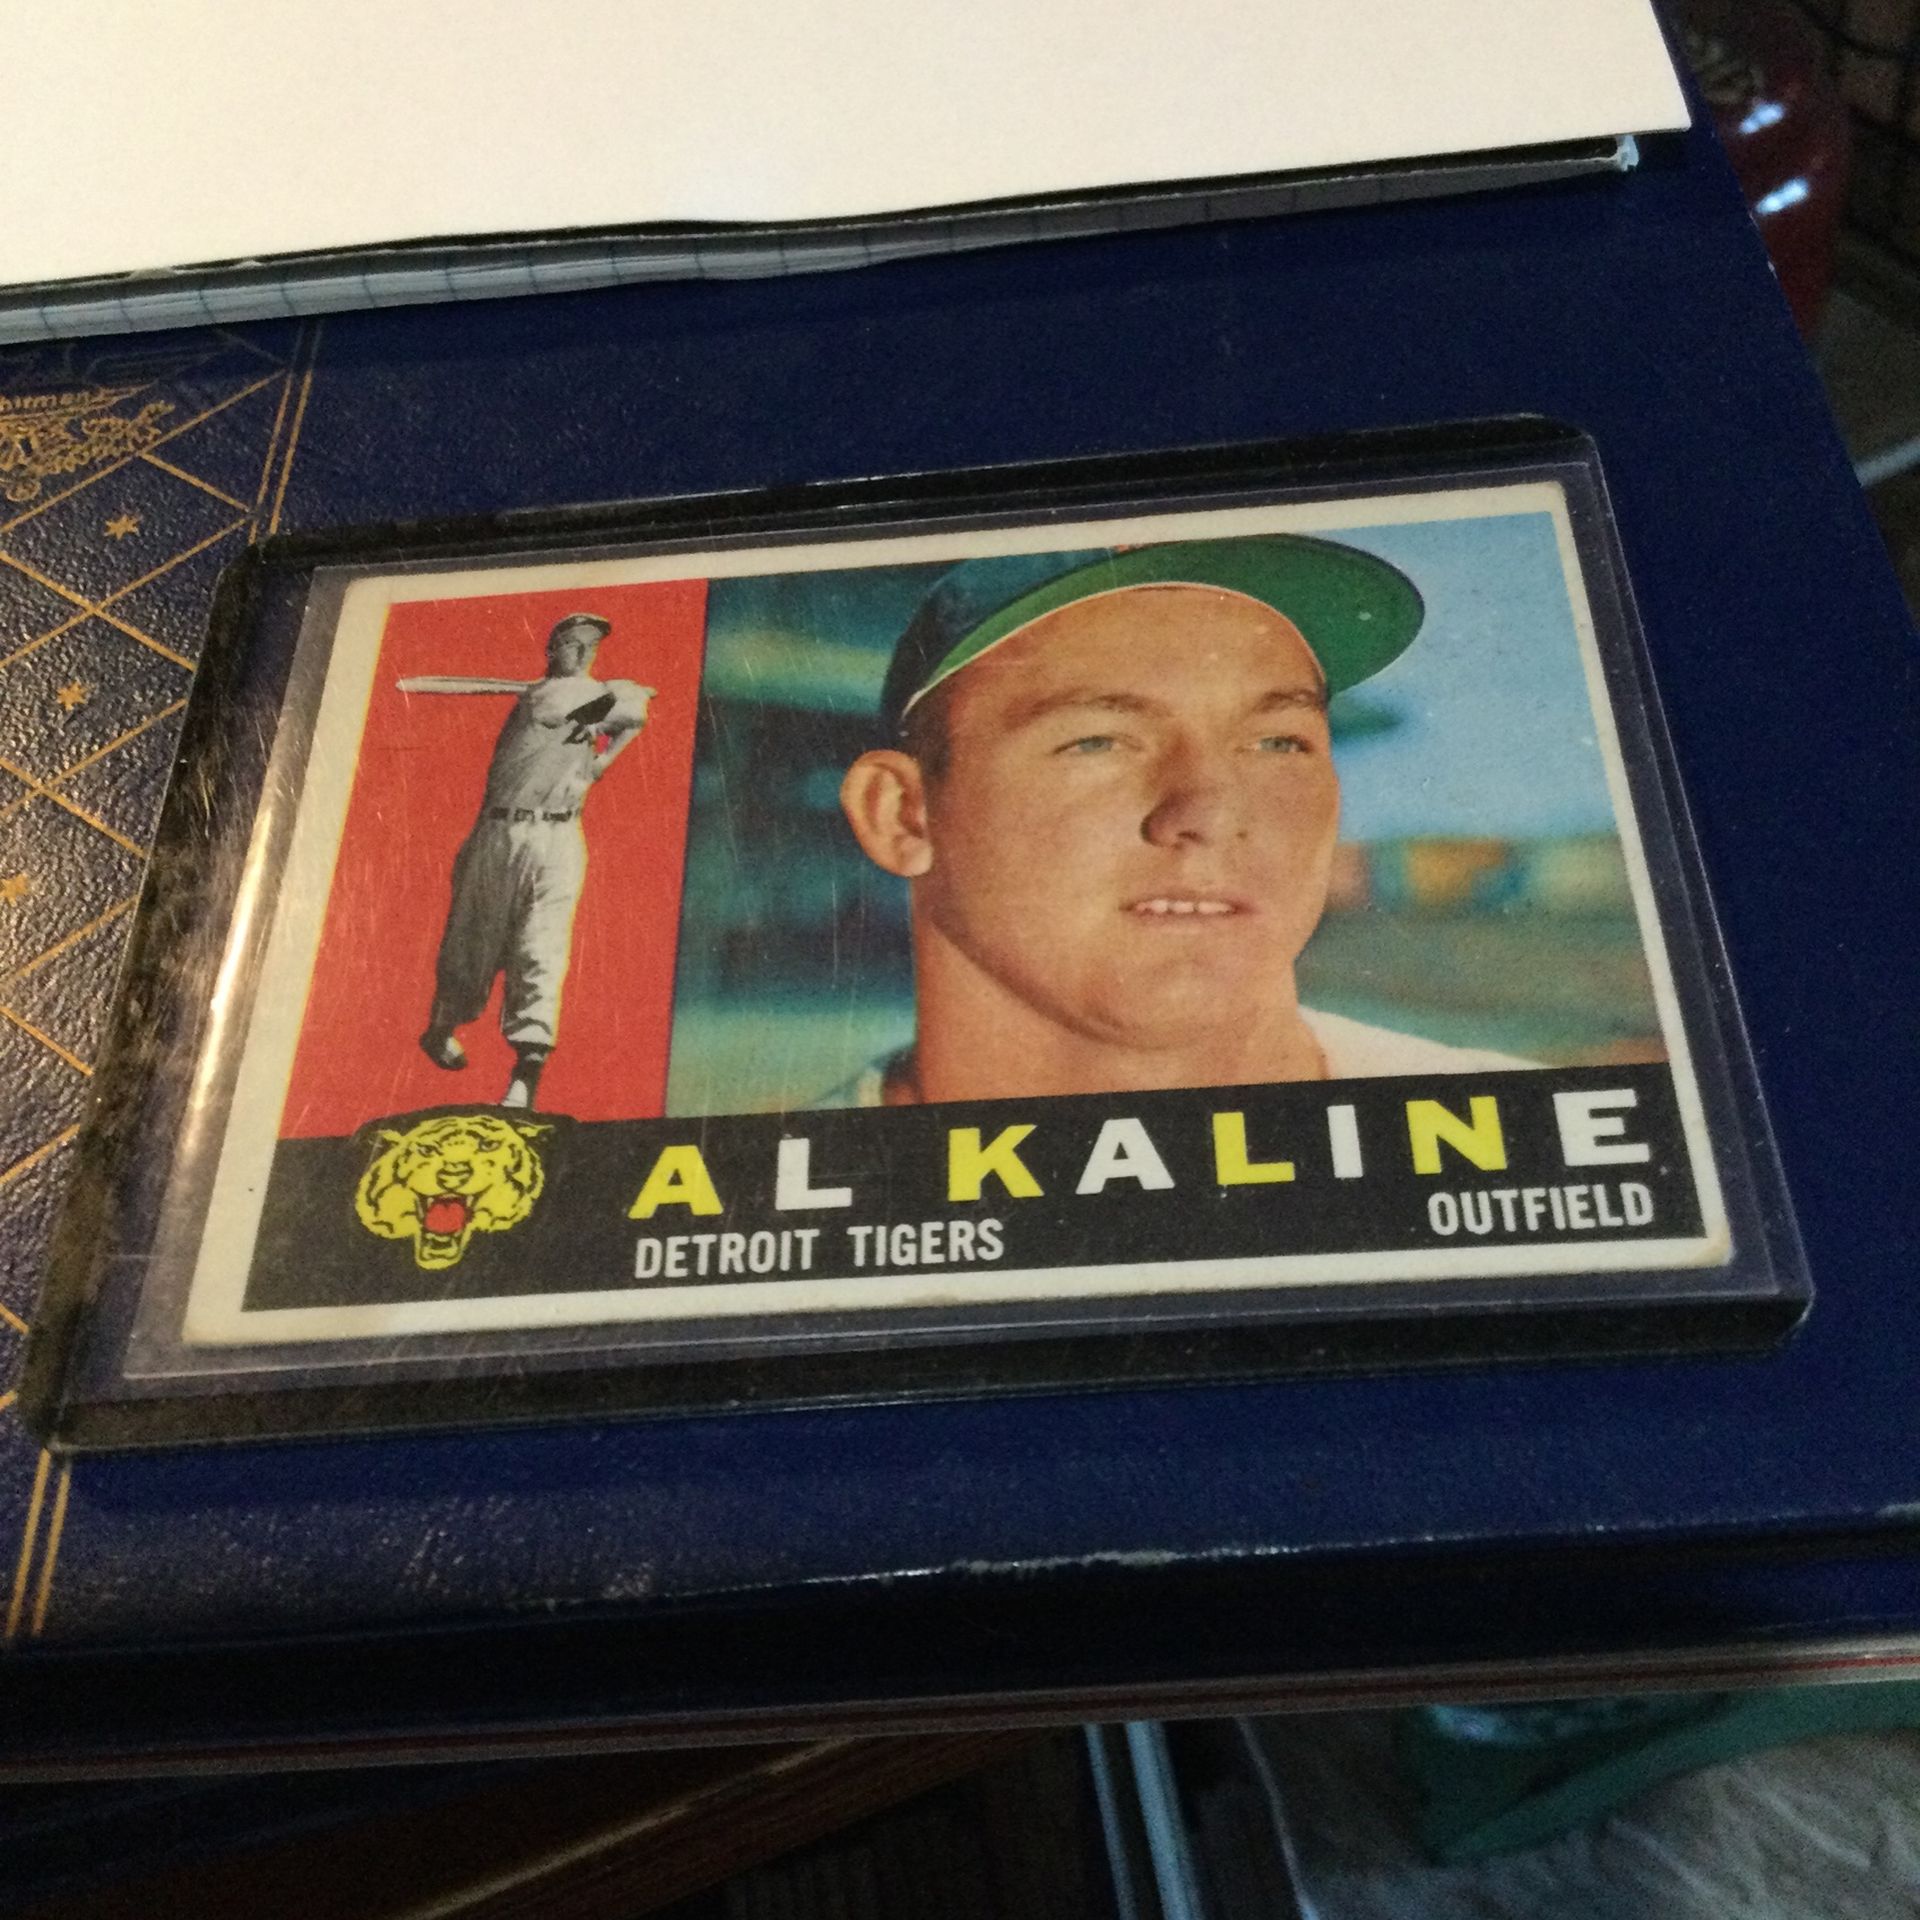 AL KALINE
DETROIT TIGERS
OUTFIELD